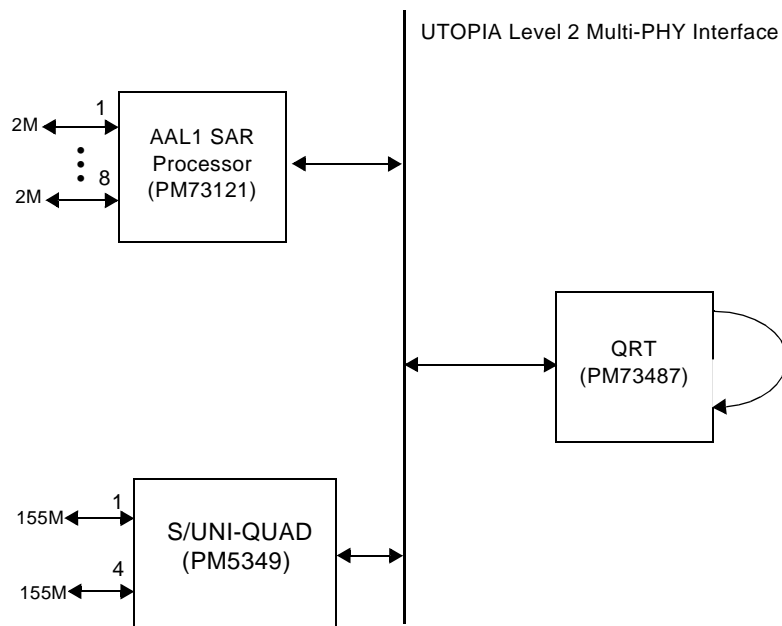 UTOPIA Level 2 Multi-PHY Interface
1
2M
AAL1 SAR
Processor
(PM73121)
8
2M
QRT
(PM73487)
1
155M
S/UNI-QUAD
(PM5349)
4
155M